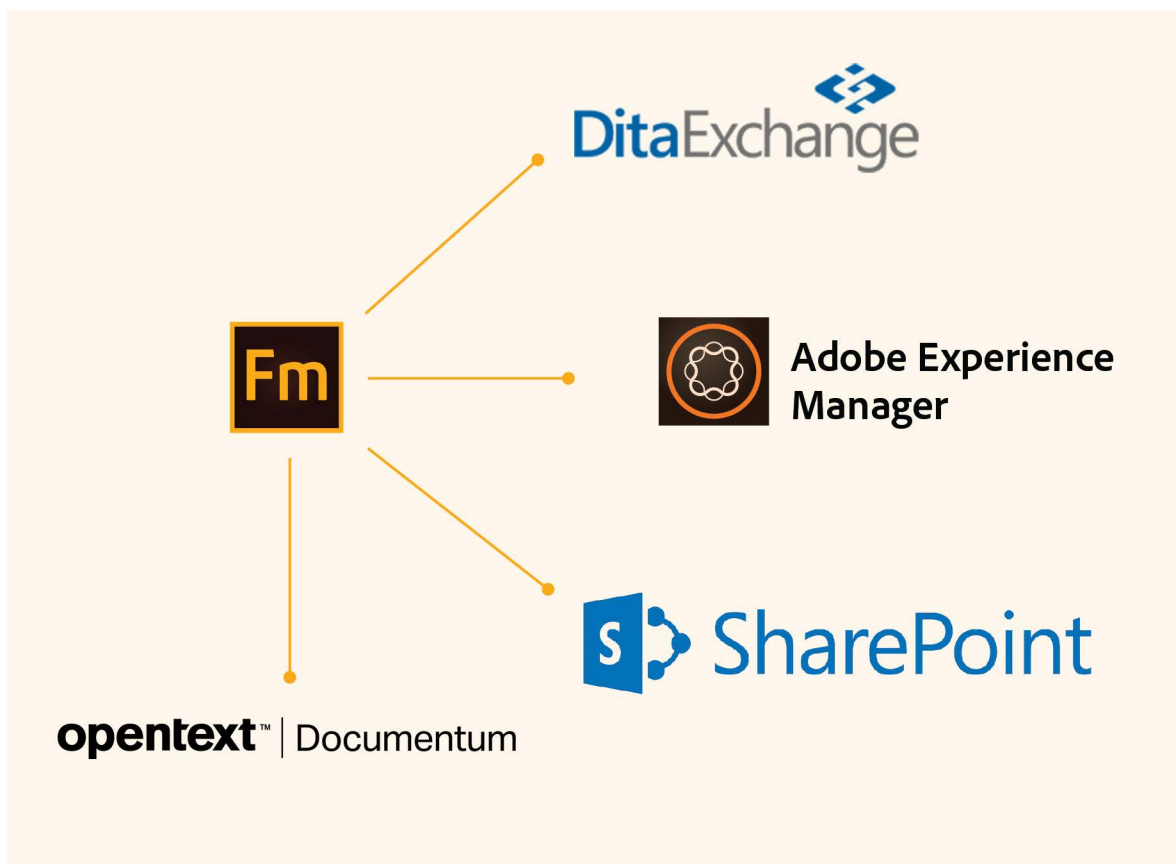 DitaExchange
Fm
Adobe Experience
Manager
S SharePoint
opentext™ | Documentum